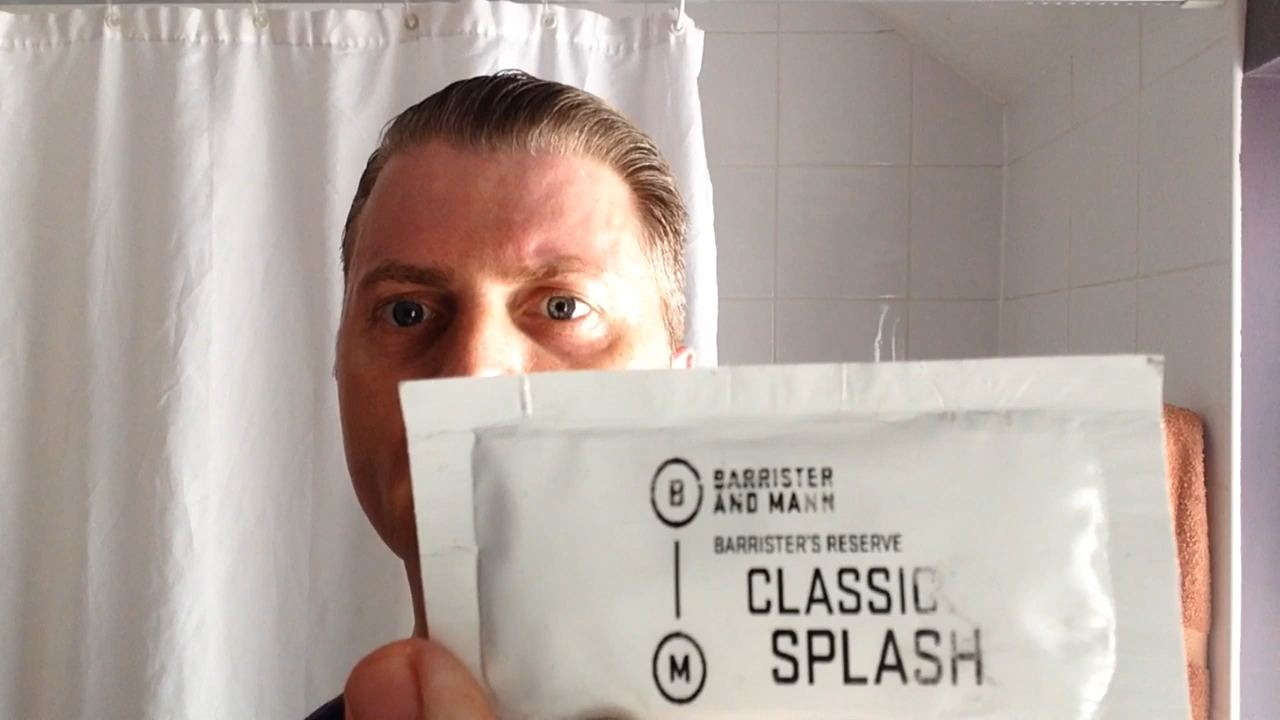 B
BARRISTER
AND MANN
BARRISTER'S RESERVE
CLASSIC
SPLASH
M